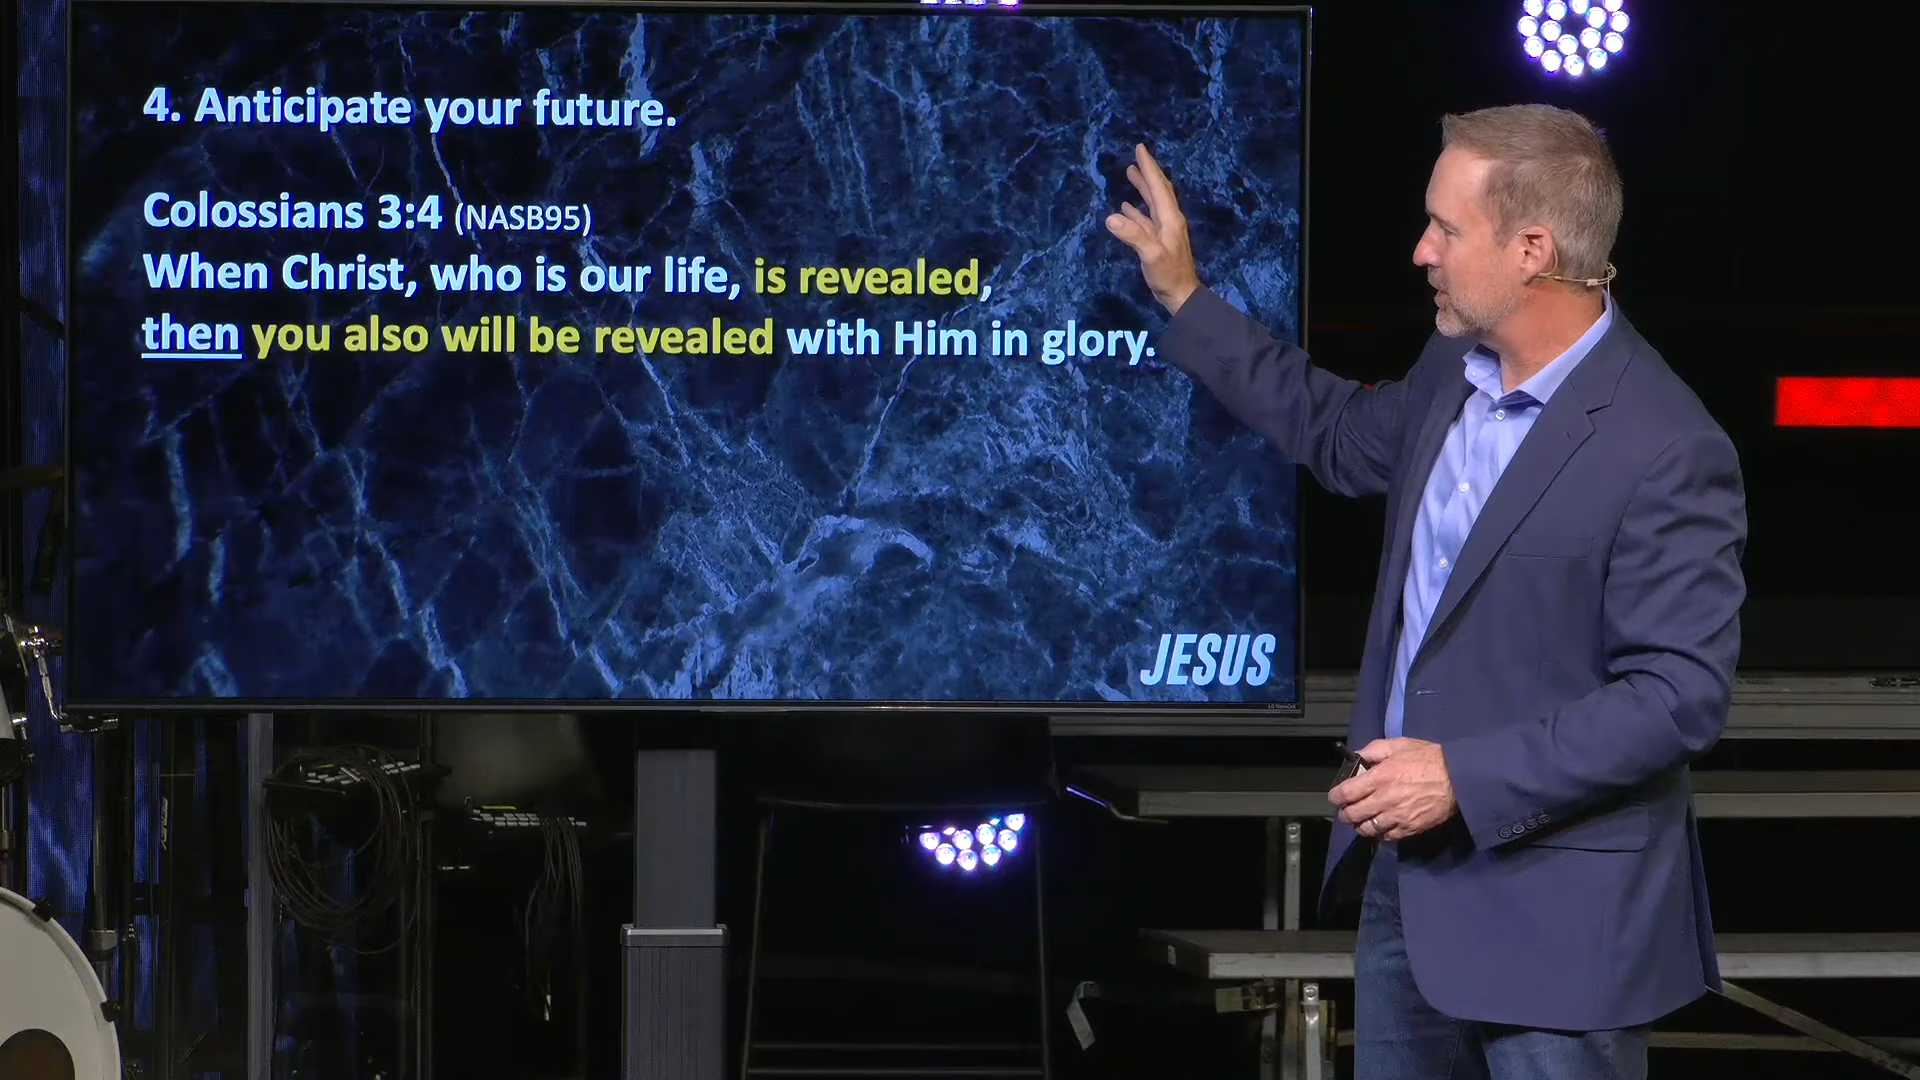 4. Anticipate your future.
Colossians 3:4 (NASB95)
When Christ, who is our life, is revealed,
then you also will be revealed with Him in glory.
JESUS